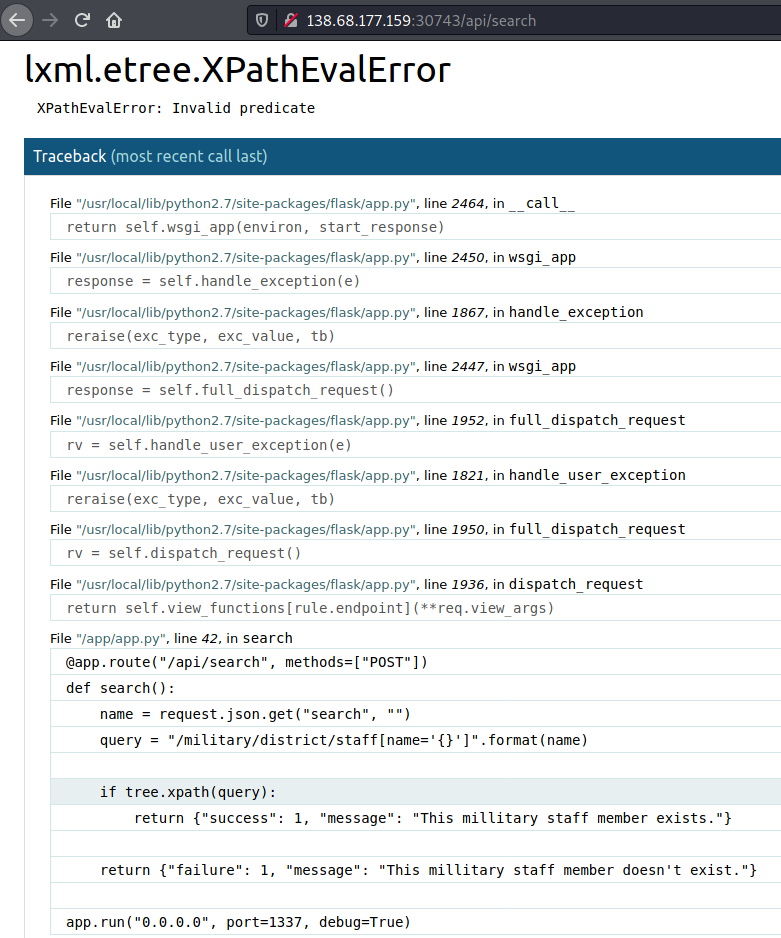 138.68.177.159:30743/api/search
lxml.etree.XPathEvalError
XPathEvalError: Invalid predicate
Traceback (most recent call last)
File "/usr/local/lib/python2.7/site-packages/flask/app.py", line 2464, in __call__
return self.wsgi_app(environ, start_response)
File "/usr/local/lib/python2.7/site-packages/flask/app.py", line 2450, in wsgi_app
response = self.handle_exception(e)
File "/usr/local/lib/python2.7/site-packages/flask/app.py", line 1867, in handle_exception
reraise(exc_type, exc_value, tb)
File "/usr/local/lib/python2.7/site-packages/flask/app.py", line 2447, in wsgi_app
response = self.full_dispatch_request()
File "/usr/local/lib/python2.7/site-packages/flask/app.py", line 1952, in full_dispatch_request
rv = self.handle_user_exception(e)
File "/usr/local/lib/python2.7/site-packages/flask/app.py", line 1821, in handle_user_exception
reraise(exc_type, exc_value, tb)
File "/usr/local/lib/python2.7/site-packages/flask/app.py", line 1950, in full_dispatch_request
rv = self.dispatch_request()
File "/usr/local/lib/python2.7/site-packages/flask/app.py", line 1936, in dispatch_request
return self.view_functions[rule.endpoint](**req.view_args)
File "/app/app.py", line 42, in search
@app.route("/api/search", methods=["POST"])
def search():
    name = request.json.get("search", "")
    query = "/military/district/staff[name='{}']".format(name)
    if tree.xpath(query):
        return {"success": 1, "message": "This millitary staff member exists."}
    return {"failure": 1, "message": "This millitary staff member doesn't exist."}
app.run("0.0.0.0", port=1337, debug=True)